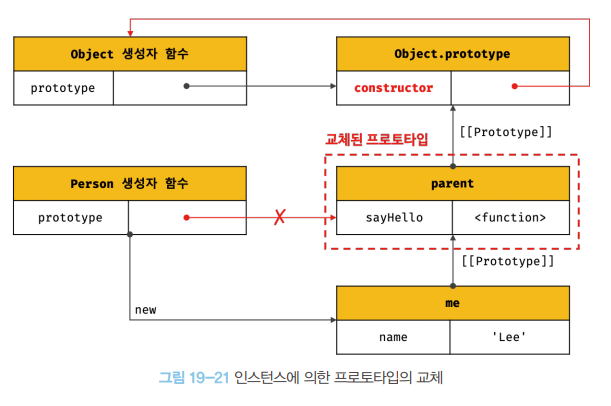 Object 생성자 함수
prototype
Object.prototype
constructor
[[Prototype]]
교체된 프로토타입
Person 생성자 함수
prototype
parent
sayHello
<function>
[[Prototype]]
new
me
name
'Lee'
그림 19-21 인스턴스에 의한 프로토타입의 교체